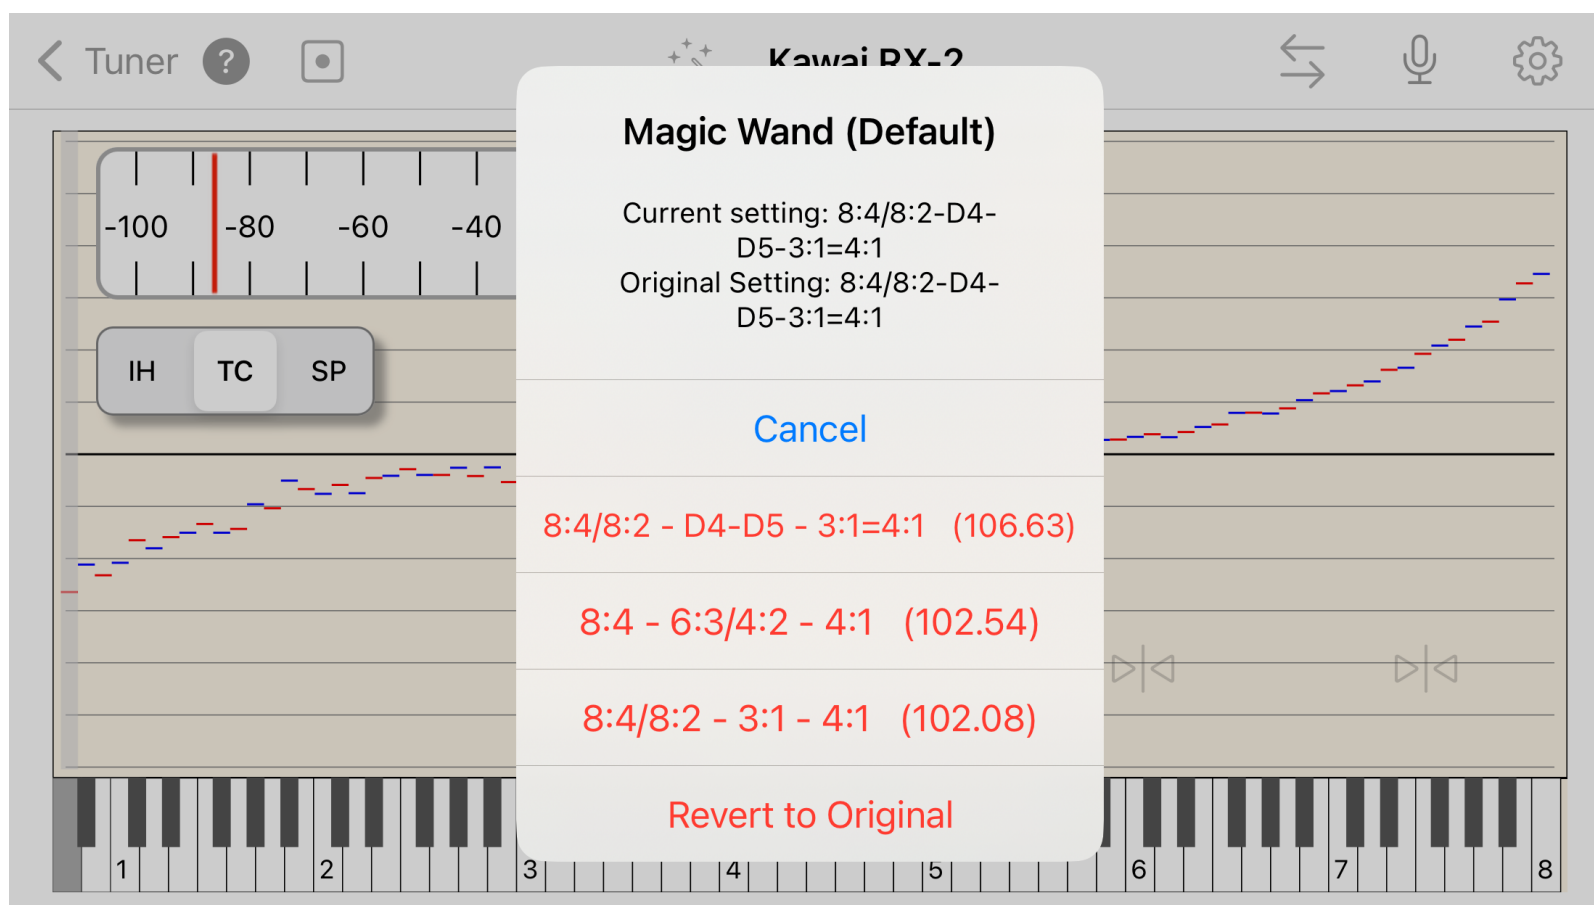 Tuner
?
Kawai RX-2
-100
-80
-60
-40
IH
TC
SP
Magic Wand (Default)
Current setting: 8:4/8:2-D4-
D5-3:1=4:1
Original Setting: 8:4/8:2-D4-
D5-3:1=4:1
Cancel
8:4/8:2 - D4-D5 - 3:1=4:1 (106.63)
8:4 - 6:3/4:2 - 4:1 (102.54)
8:4/8:2 - 3:1 - 4:1 (102.08)
Revert to Original
1
2
3
4
5
6
7
8